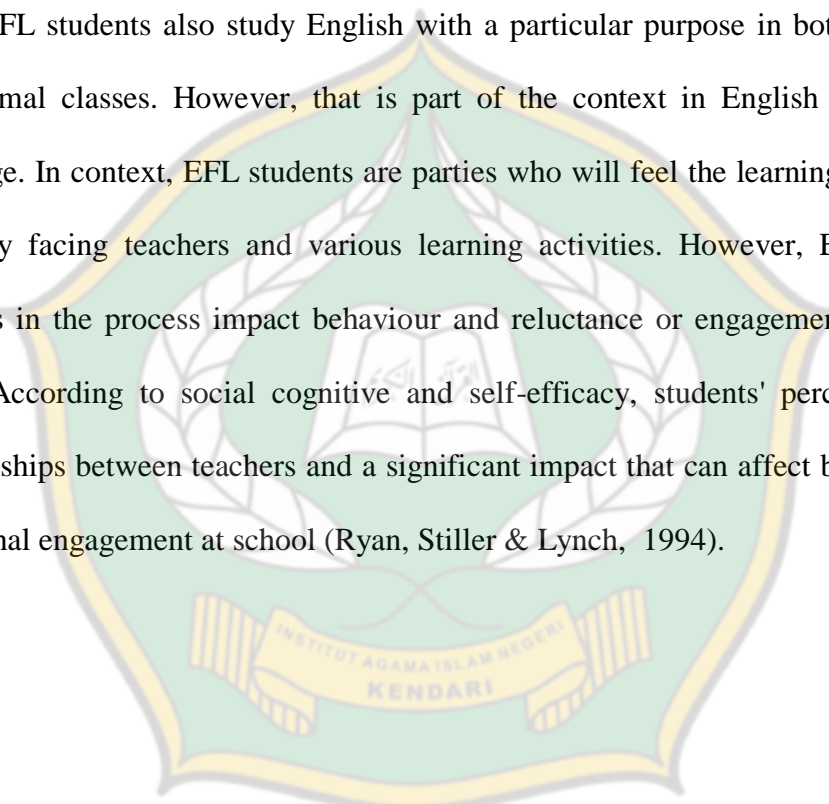 FL students also study English with a particular purpose in bot
mal classes. However, that is part of the context in English
ge. In context, EFL students are parties who will feel the learning
y facing teachers and various learning activities. However, E
s in the process impact behaviour and reluctance or engagemen
According to social cognitive and self-efficacy, students' perc
ships between teachers and a significant impact that can affect b
nal engagement at school (Ryan, Stiller & Lynch, 1994).
INSTITUT AGAMA ISLAM NEGERI
KENDARI